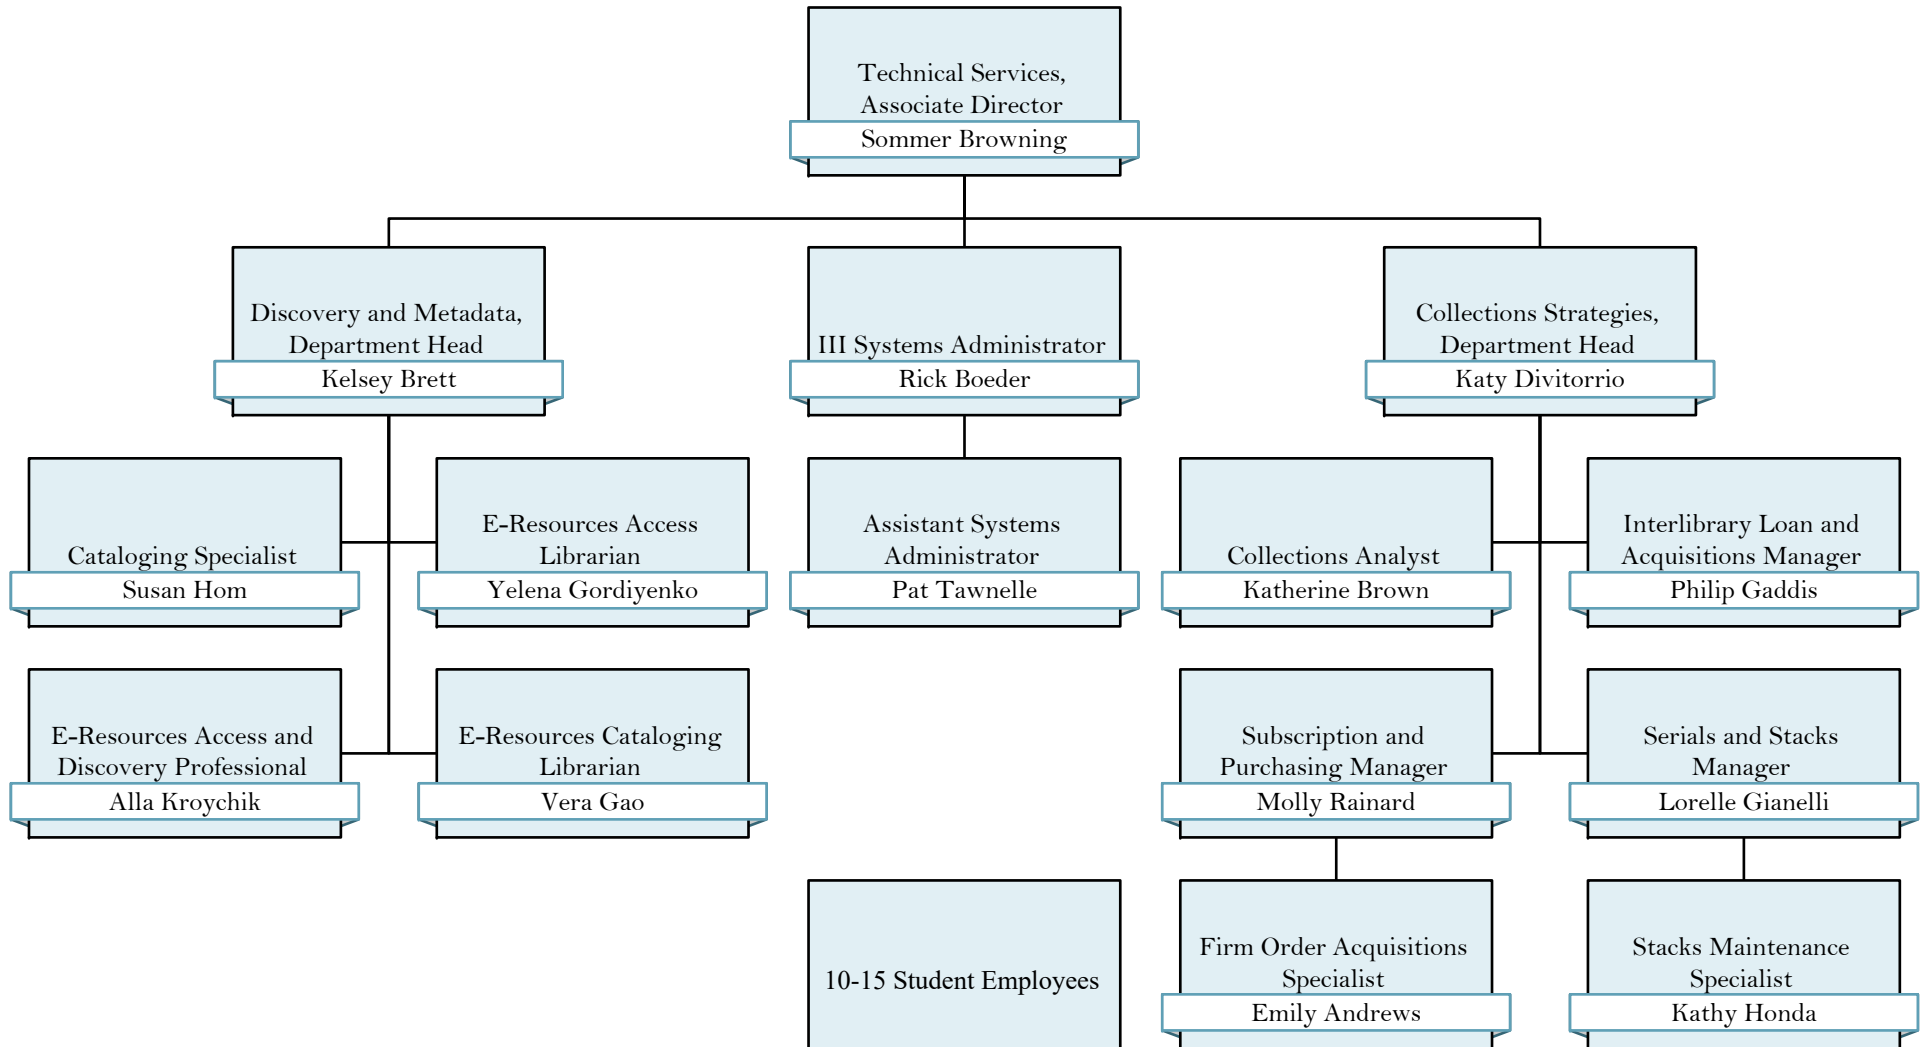 Technical Services,
Associate Director
Sommer Browning
Discovery and Metadata,
Department Head
Kelsey Brett
III Systems Administrator
Rick Boeder
Collections Strategies,
Department Head
Katy Divitorrio
Cataloging Specialist
Susan Hom
E-Resources Access
Librarian
Yelena Gordiyenko
Assistant Systems
Administrator
Pat Tawnelle
Collections Analyst
Katherine Brown
Interlibrary Loan and
Acquisitions Manager
Philip Gaddis
E-Resources Access and
Discovery Professional
Alla Kroychik
E-Resources Cataloging
Librarian
Vera Gao
Subscription and
Purchasing Manager
Molly Rainard
Serials and Stacks
Manager
Lorelle Gianelli
10-15 Student Employees
Firm Order Acquisitions
Specialist
Emily Andrews
Stacks Maintenance
Specialist
Kathy Honda